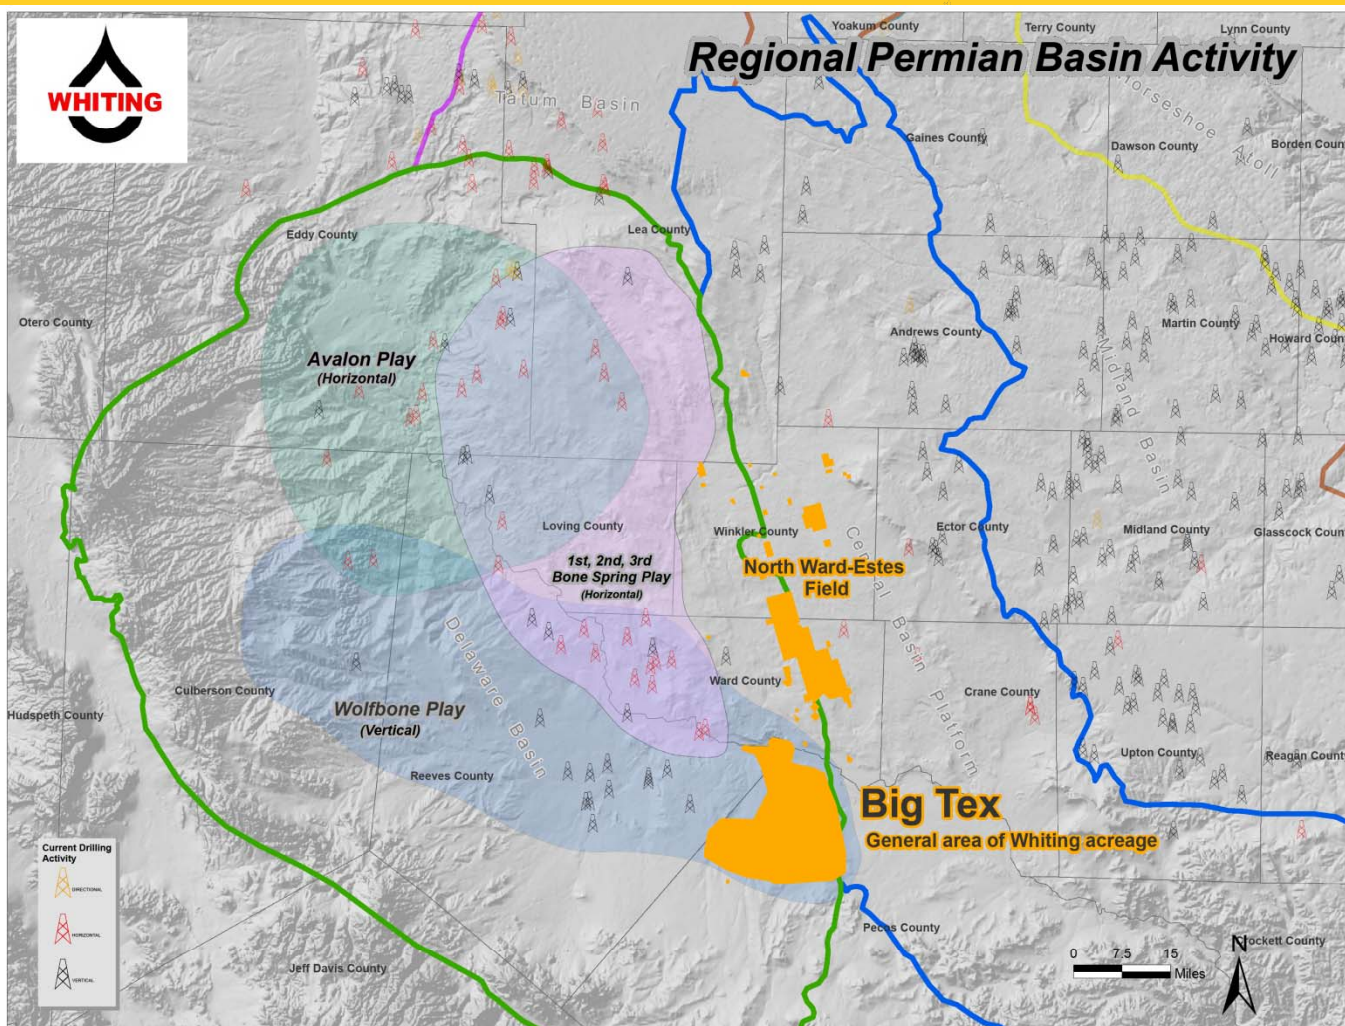 Yoakum County
Terry County
Lynn County
Regional Permian Basin Activity
WHITING
Tatum Basin
Horseshoe Atoll
Gaines County
Dawson County
Borden Coun
Eddy County
Lea County
Otero County
Andrews County
Martin County
Howard Coun
Midland Basin
Avalon Play
(Horizontal)
Loving County
Winkler County
Ector County
Midland County
Glasscock Coun
1st, 2nd, 3rd
Bone Spring Play
(Horizontal)
North Ward-Estes
Field
Central Basin Platform
Delaware Basin
Ward County
Crane County
Culberson County
Hudspeth County
Wolfbone Play
(Vertical)
Upton County
Reagan County
Reeves County
Big Tex
General area of Whiting acreage
Current Drilling
Activity
DIRECTIONAL
HORIZONTAL
VERTICAL
Pecos County
Jeff Davis County
N
rockett County
0 7.5 15
Miles